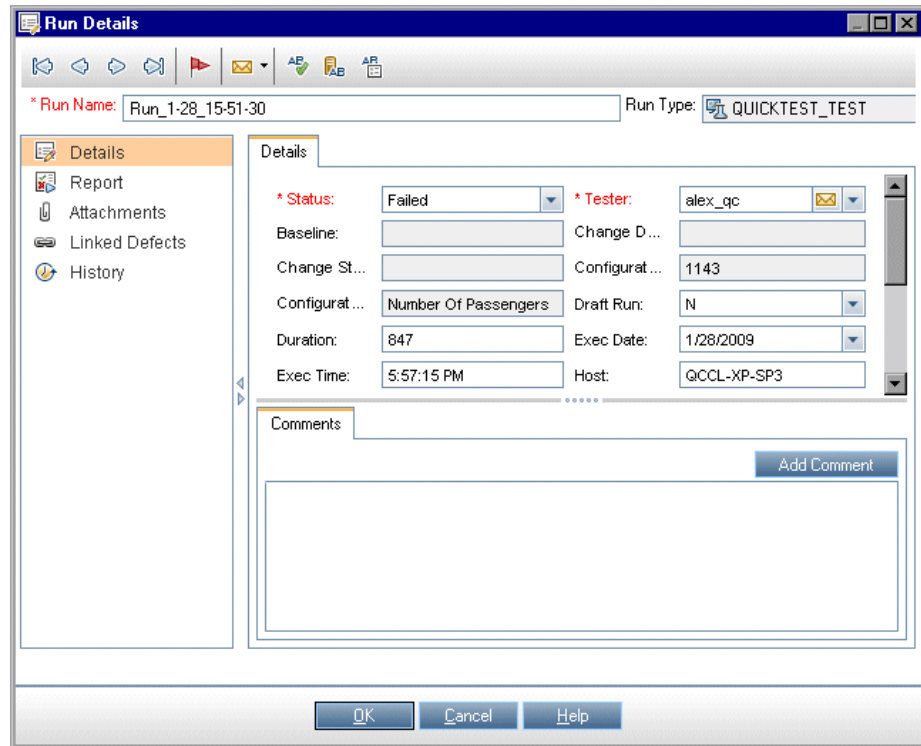 Run Details
* Run Name: Run_1-28_15-51-30 Run Type: QUICKTEST_TEST
Details
Report
Attachments
Linked Defects
History
Details
* Status: Failed * Tester: alex_qc
Baseline: Change D...
Change St... Configurat... 1143
Configurat... Number Of Passengers Draft Run: N
Duration: 847 Exec Date: 1/28/2009
Exec Time: 5:57:15 PM Host: QCCL-XP-SP3
Comments
Add Comment
OK Cancel Help